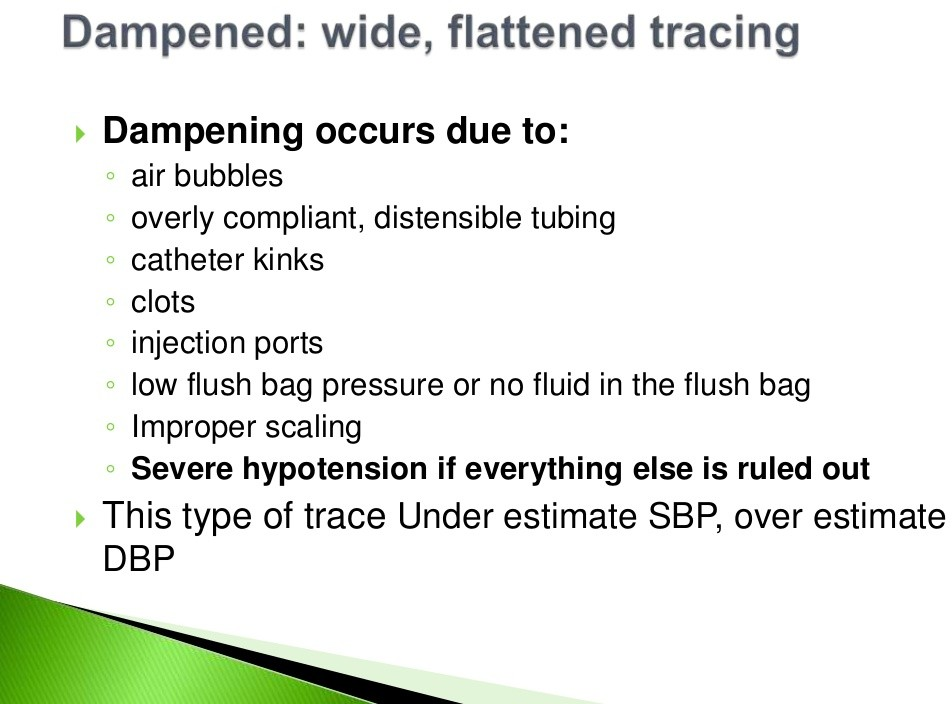 Dampened: wide, flattened tracing
Dampening occurs due to:
air bubbles
overly compliant, distensible tubing
catheter kinks
clots
injection ports
low flush bag pressure or no fluid in the flush bag
Improper scaling
Severe hypotension if everything else is ruled out
This type of trace Under estimate SBP, over estimate
DBP